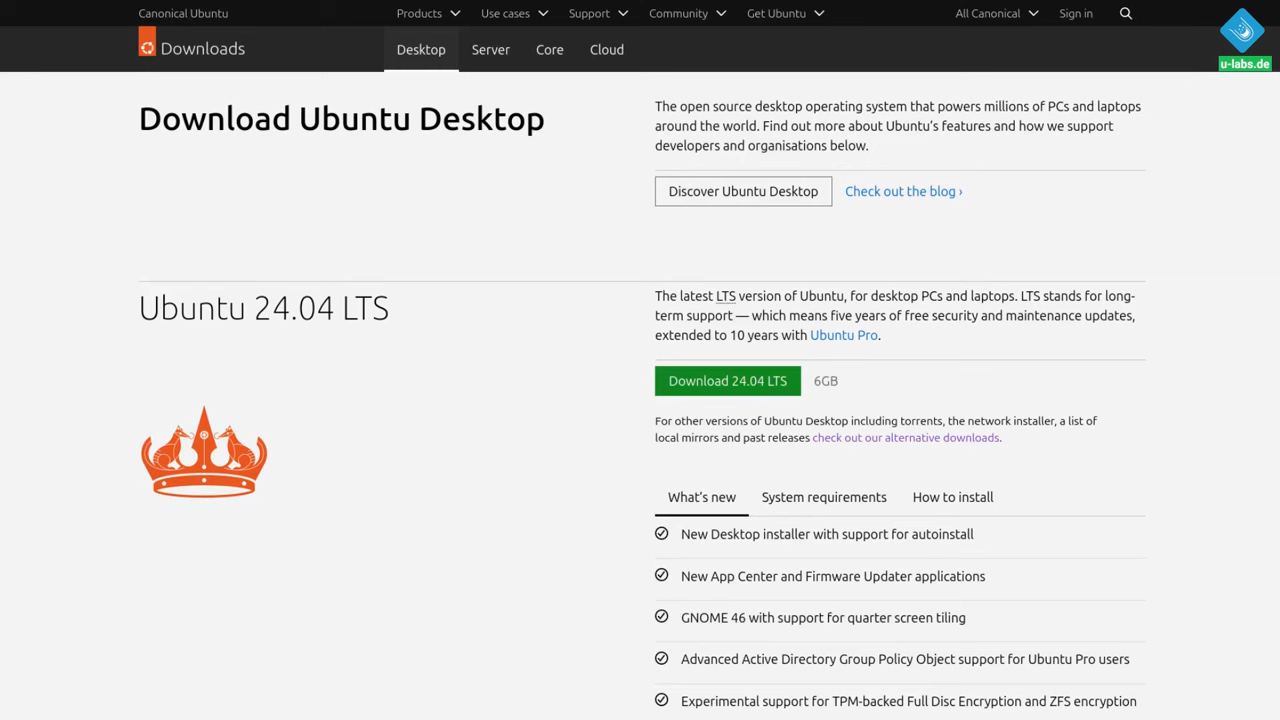 Canonical Ubuntu
Products
Use cases
Support
Community
Get Ubuntu
All Canonical
Sign in
u-labs.de
Downloads
Desktop
Server
Core
Cloud
Download Ubuntu Desktop
The open source desktop operating system that powers millions of PCs and laptops
around the world. Find out more about Ubuntu's features and how we support
developers and organisations below.
Discover Ubuntu Desktop
Check out the blog ›
Ubuntu 24.04 LTS
The latest LTS version of Ubuntu, for desktop PCs and laptops. LTS stands for long-
term support — which means five years of free security and maintenance updates,
extended to 10 years with Ubuntu Pro.
Download 24.04 LTS
6GB
For other versions of Ubuntu Desktop including torrents, the network installer, a list of
local mirrors and past releases check out our alternative downloads.
What's new
System requirements
How to install
New Desktop installer with support for autoinstall
New App Center and Firmware Updater applications
GNOME 46 with support for quarter screen tiling
Advanced Active Directory Group Policy Object support for Ubuntu Pro users
Experimental support for TPM-backed Full Disc Encryption and ZFS encryption